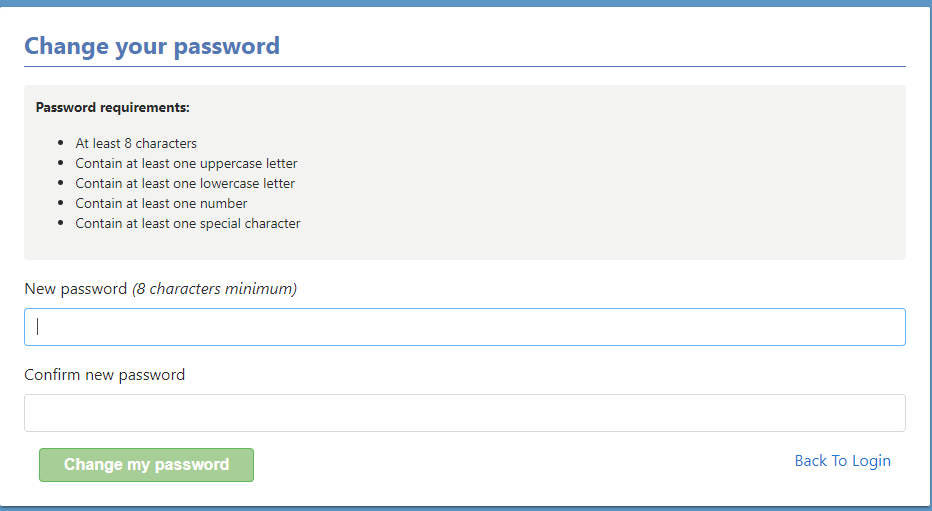 Change your password
Password requirements:
At least 8 characters
Contain at least one uppercase letter
Contain at least one lowercase letter
Contain at least one number
Contain at least one special character
New password (8 characters minimum)
Confirm new password
Change my password
Back To Login